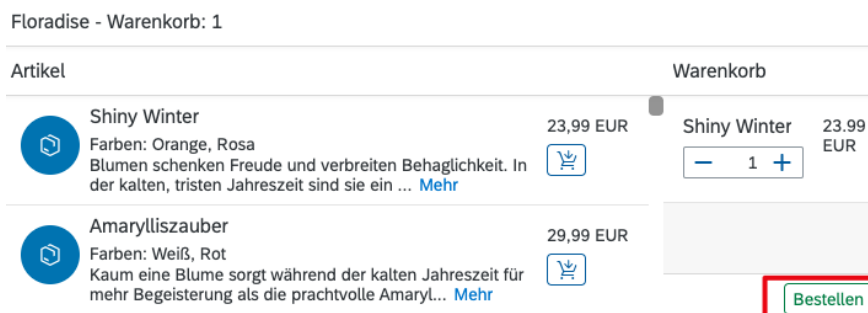 Floradise - Warenkorb: 1
Artikel
Shiny Winter
Farben: Orange, Rosa
Blumen schenken Freude und verbreiten Behaglichkeit. In
der kalten, tristen Jahreszeit sind sie ein ... Mehr
23,99 EUR
Amarylliszauber
Farben: Weiß, Rot
Kaum eine Blume sorgt während der kalten Jahreszeit für
mehr Begeisterung als die prachtvolle Amaryl... Mehr
29,99 EUR
Warenkorb
Shiny Winter
23.99
EUR
1
Bestellen